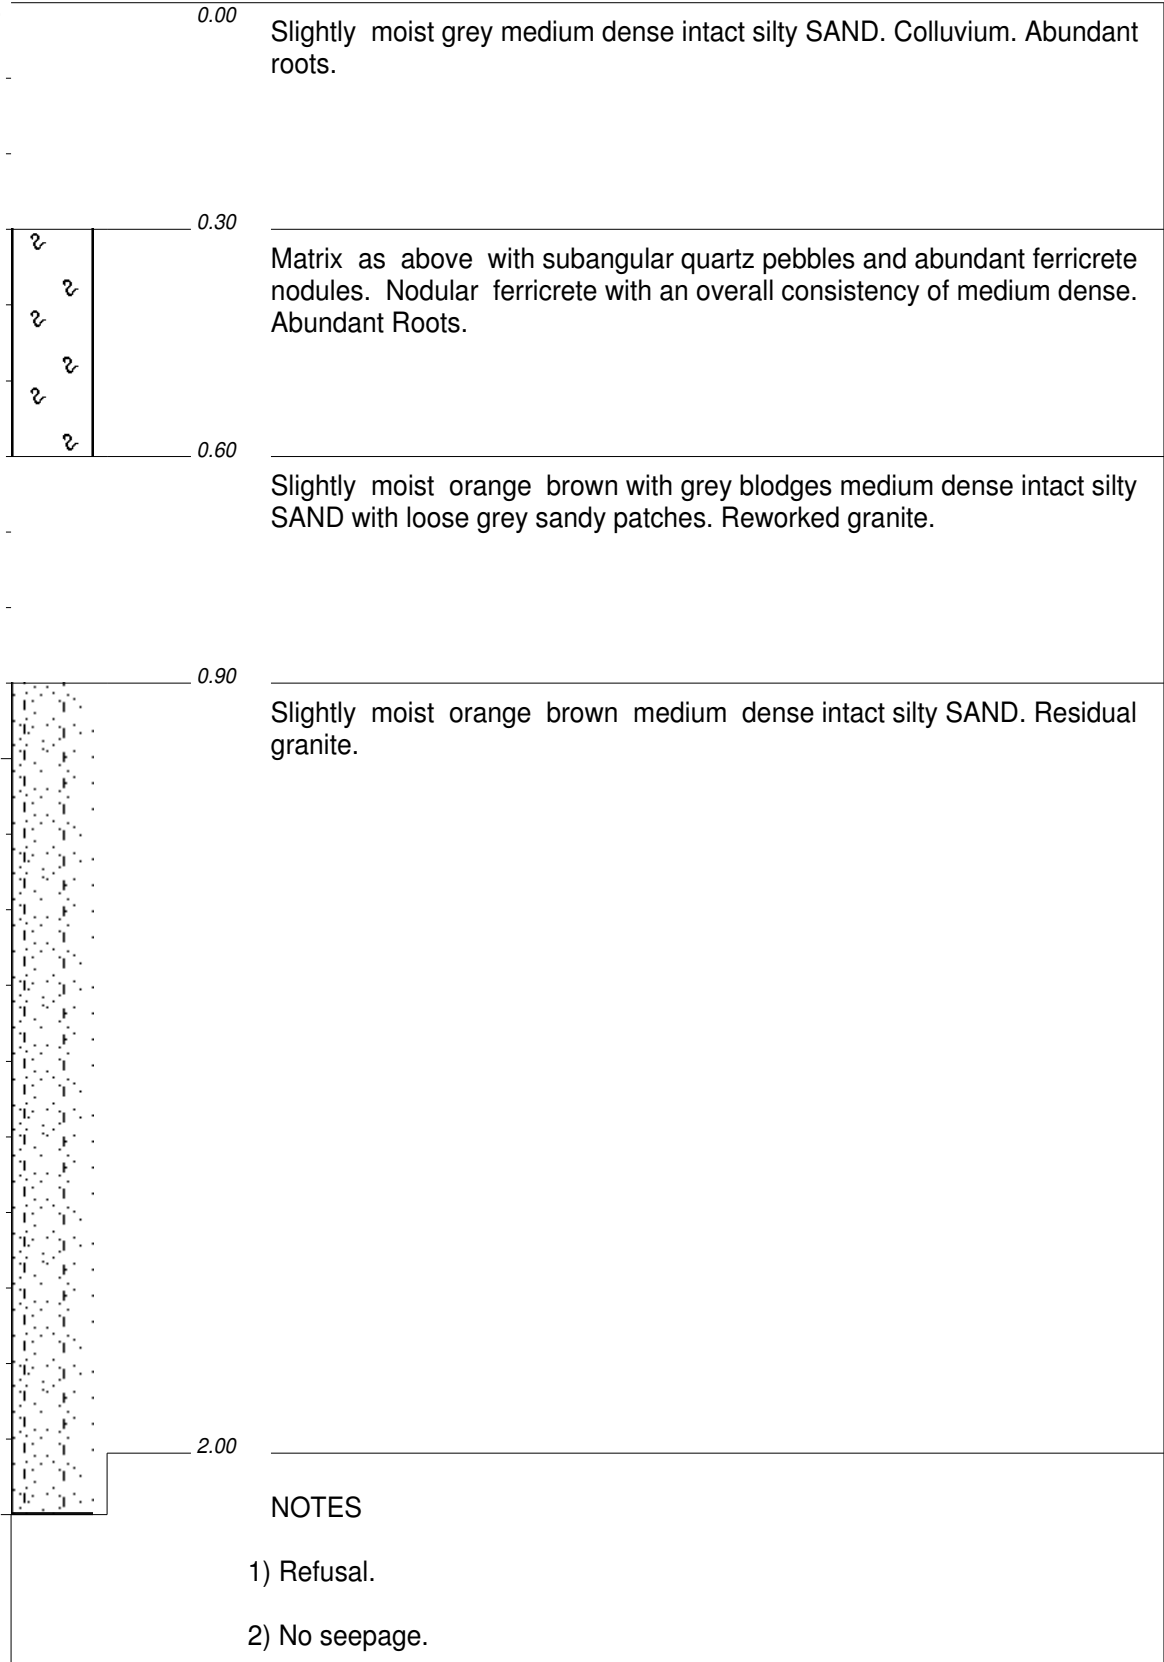 0.00
Slightly moist grey medium dense intact silty SAND. Colluvium. Abundant
roots.
0.30
Matrix as above with subangular quartz pebbles and abundant ferricrete
nodules. Nodular ferricrete with an overall consistency of medium dense.
Abundant Roots.
0.60
Slightly moist orange brown with grey blodges medium dense intact silty
SAND with loose grey sandy patches. Reworked granite.
0.90
Slightly moist orange brown medium dense intact silty SAND. Residual
granite.
2.00
NOTES
1) Refusal.
2) No seepage.